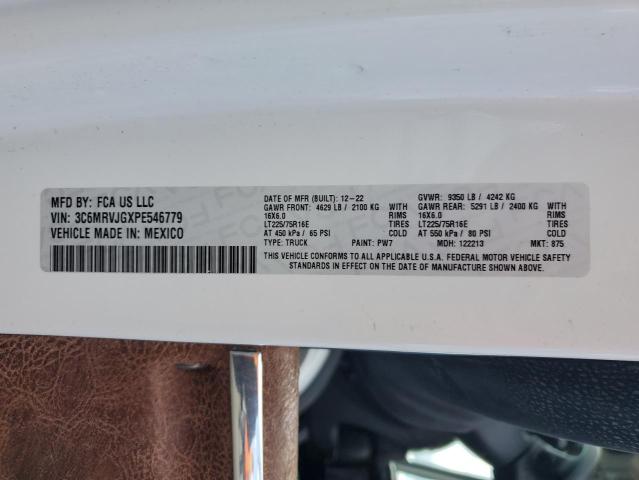 MFD BY: FCA US LLC
VIN: 3C6MRVJGXPE546779
VEHICLE MADE IN: MEXICO
DATE OF MFR (BUILT): 12-22 GVWR: 9350 LB / 4242 KG
GAWR FRONT: 4629 LB / 2100 KG WITH GAWR REAR: 5291 LB / 2400 KG WITH
16X6.0 RIMS 16X6.0 RIMS
LT225/75R16E TIRES LT225/75R16E TIRES
AT 450 kPa / 65 PSI COLD AT 550 kPa / 80 PSI COLD
TYPE: TRUCK PAINT: PW7 MDH: 122213 MKT: 875
THIS VEHICLE CONFORMS TO ALL APPLICABLE U.S.A. FEDERAL MOTOR VEHICLE SAFETY
STANDARDS IN EFFECT ON THE DATE OF MANUFACTURE SHOWN ABOVE.